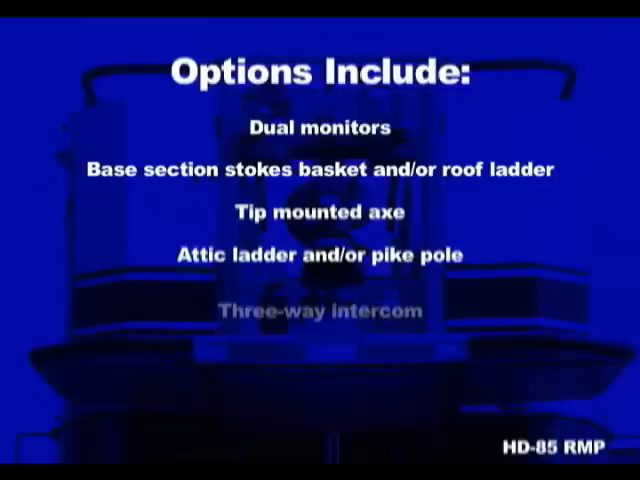 Options Include:
Dual monitors
Base section stokes basket and/or roof ladder
Tip mounted axe
Attic ladder and/or pike pole
Three-way intercom
HD-85 RMP